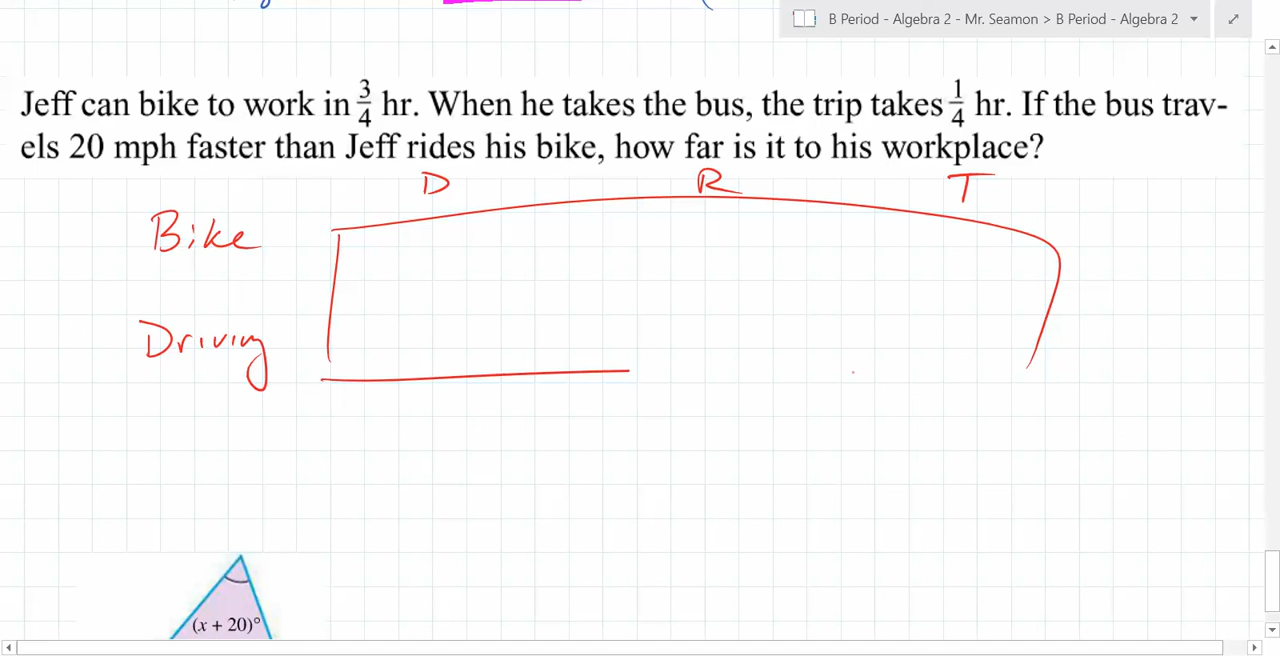 B Period - Algebra 2 - Mr. Seamon > B Period - Algebra 2
Jeff can bike to work in 3/4 hr. When he takes the bus, the trip takes 1/4 hr. If the bus trav-
els 20 mph faster than Jeff rides his bike, how far is it to his workplace?
D R T
Bike
Driving
(x + 20)°